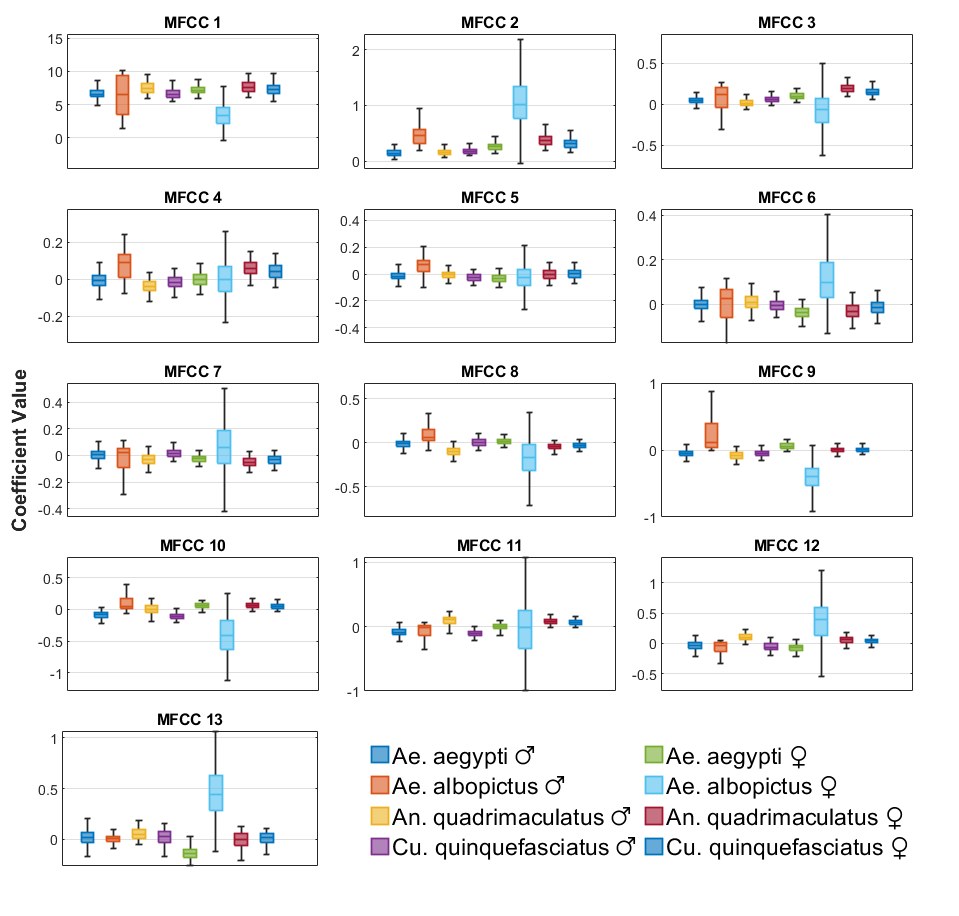 MFCC 1
15
10
5
0
MFCC 2
2
1
0
MFCC 3
0.5
0
-0.5
MFCC 4
0.2
0
-0.2
MFCC 5
0.4
0.2
0
-0.2
-0.4
MFCC 6
0.4
0.2
0
Coefficient Value
MFCC 7
0.4
0.2
0
-0.2
-0.4
MFCC 8
0.5
0
-0.5
MFCC 9
1
0
-1
MFCC 10
0.5
0
-0.5
-1
MFCC 11
1
0
-1
MFCC 12
1
0.5
0
-0.5
MFCC 13
1
0.5
0
Ae. aegypti ♂
Ae. albopictus ♂
An. quadrimaculatus ♂
Cu. quinquefasciatus ♂
Ae. aegypti ♀
Ae. albopictus ♀
An. quadrimaculatus ♀
Cu. quinquefasciatus ♀